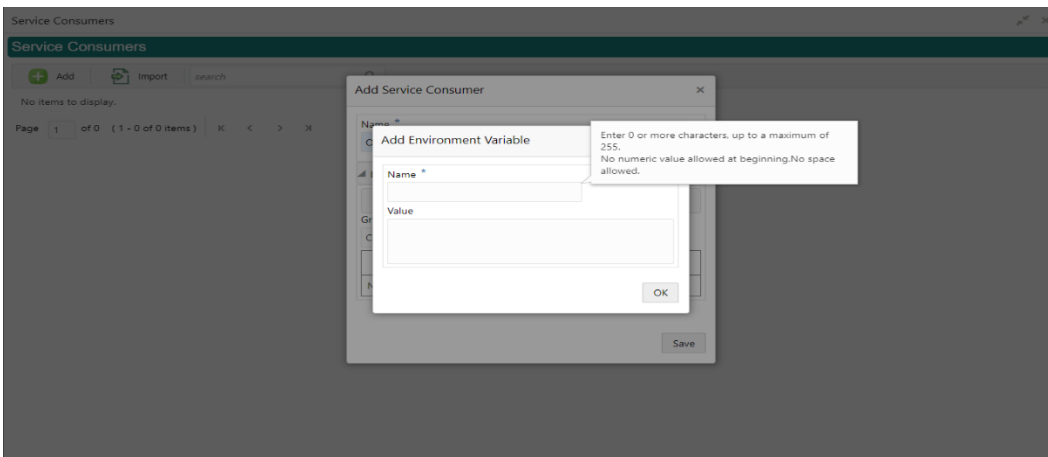 Service Consumers
Service Consumers
Add Import search
No items to display.
Page 1 of 0 (1 - 0 of 0 items)
Add Service Consumer
Name *
Add Environment Variable
Enter 0 or more characters, up to a maximum of
255.
No numeric value allowed at beginning.No space
allowed.
Name *
Value
OK
Save